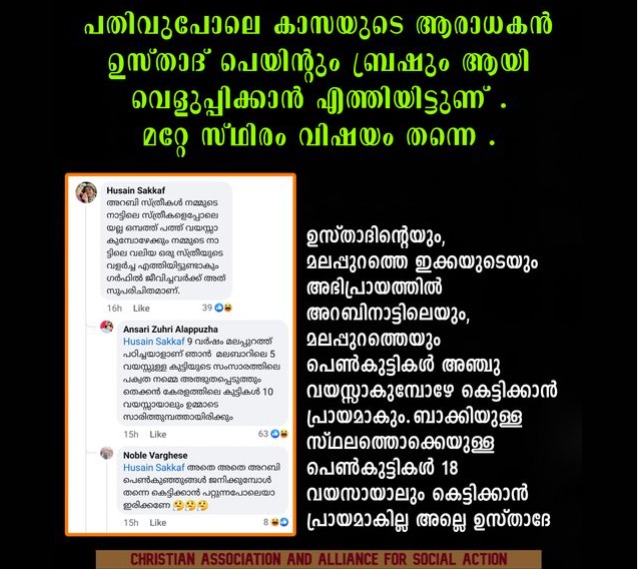 പതിവുപോലെ കാസയുടെ ആരാധകൻ
ഉസ്താദ് പെയിന്റും ബ്രഷും ആയി
വെളുപ്പിക്കാൻ എത്തിയിട്ടുണ് .
മറ്റേ സ്ഥിരം വിഷയം തന്നെ .
Husain Sakkaf
അറബി സ്ത്രീകൾ നമ്മുടെ
നാട്ടിലെ സ്ത്രീകളെപ്പോലെ
യല്ല ഒമ്പത് പത്ത് വയസ്സാ
കുമ്പോഴേക്കും നമ്മുടെ നാ
ട്ടിലെ വലിയ ഒരു സ്ത്രീയുടെ
വളർച്ച എത്തിയിട്ടുണ്ടാകും
ഗൾഫിൽ ജീവിച്ചവർക്ക് അത്
സുപരിചിതമാണ്.
16h Like 39
Ansari Zuhri Alappuzha
Husain Sakkaf 9 വർഷം മലപ്പുറത്ത്
പഠിച്ചയാളാണ് ഞാൻ മലബാറിലെ 5
വയസ്സുള്ള കുട്ടിയുടെ സംസാരത്തിലെ
പക്വത നമ്മെ അത്ഭുതപ്പെടുത്തും
തെക്കൻ കേരളത്തിലെ കുട്ടികൾ 10
വയസ്സായാലും ഉമ്മാടെ
സാരിത്തുമ്പത്തായിരിക്കും
15h Like 63
Noble Varghese
Husain Sakkaf അതെ അതെ അറബി
പെൺകുഞ്ഞുങ്ങൾ ജനിക്കുമ്പോൾ
തന്നെ കെട്ടിക്കാൻ പറ്റുന്നപോലെയാ
ഇരിക്കണേ 🤔🤔🤔
15h Like 8
ഉസ്താദിന്റെയും,
മലപ്പുറത്തെ ഇക്കയുടെയും
അഭിപ്രായത്തിൽ
അറബിനാട്ടിലെയും,
മലപ്പുറത്തെയും
പെൺകുട്ടികൾ അഞ്ചു
വയസ്സാകുമ്പോഴേ കെട്ടിക്കാൻ
പ്രായമാകും. ബാക്കിയുള്ള
സ്ഥലത്തൊക്കെയുള്ള
പെൺകുട്ടികൾ 18
വയസായാലും കെട്ടിക്കാൻ
പ്രായമാകില്ല അല്ലെ ഉസ്താദേ
CHRISTIAN ASSOCIATION AND ALLIANCE FOR SOCIAL ACTION